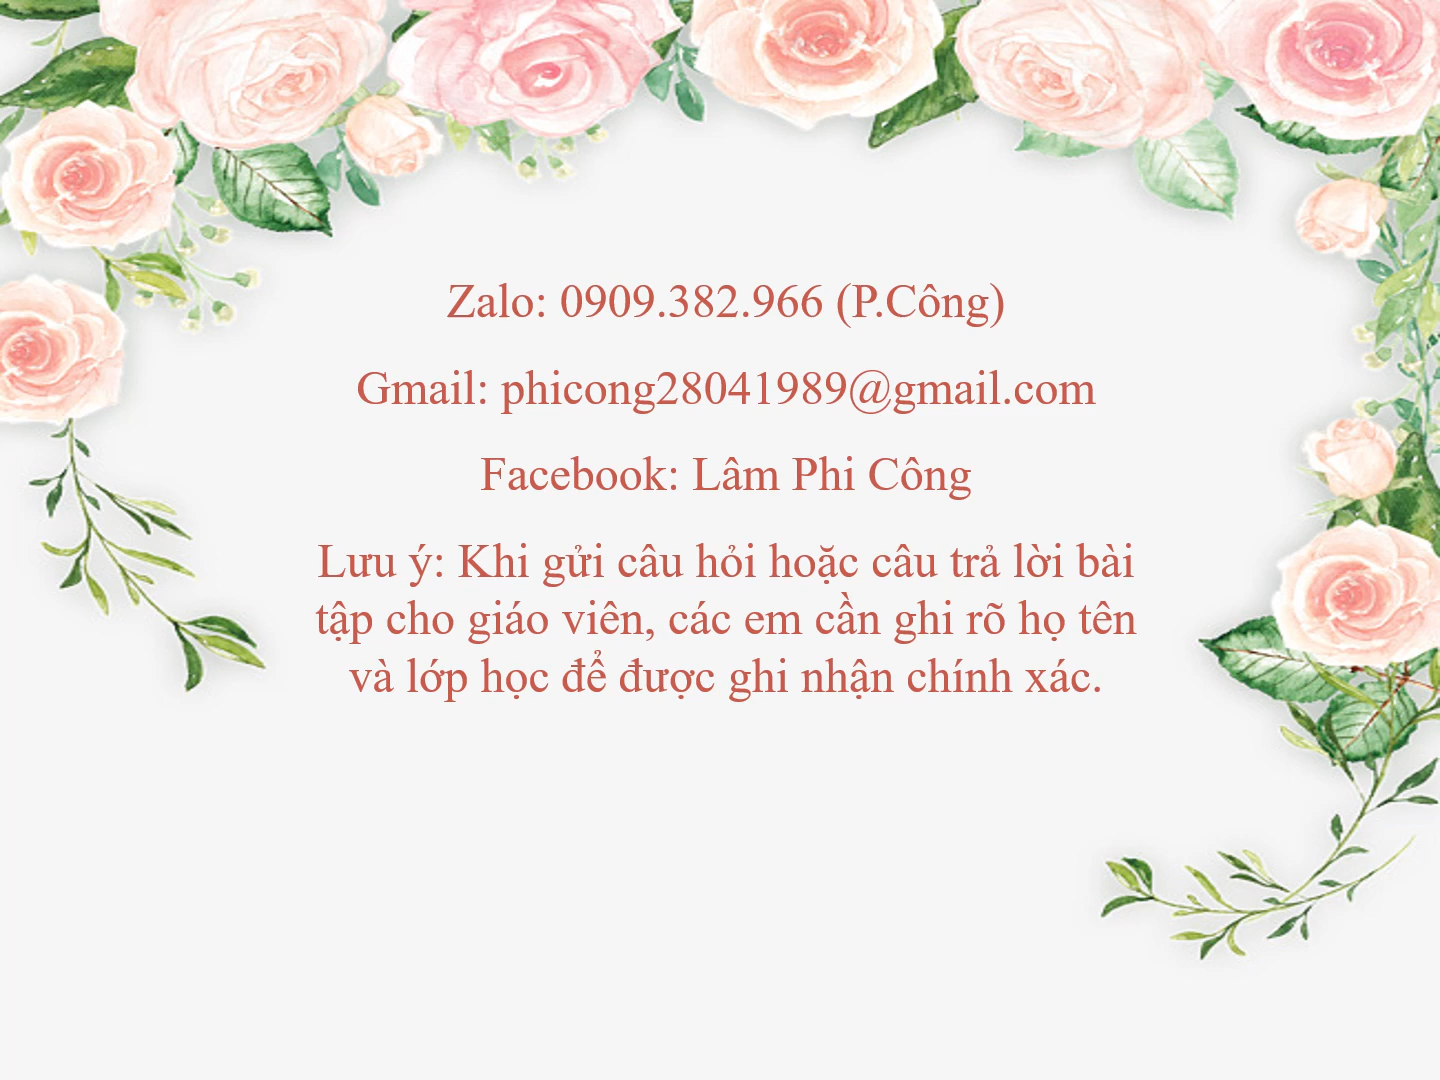 Zalo: 0909.382.966 (P.Công)
Gmail: phicong28041989@gmail.com
Facebook: Lâm Phi Công
Lưu ý: Khi gửi câu hỏi hoặc câu trả lời bài
tập cho giáo viên, các em cần ghi rõ họ tên
và lớp học để được ghi nhận chính xác.